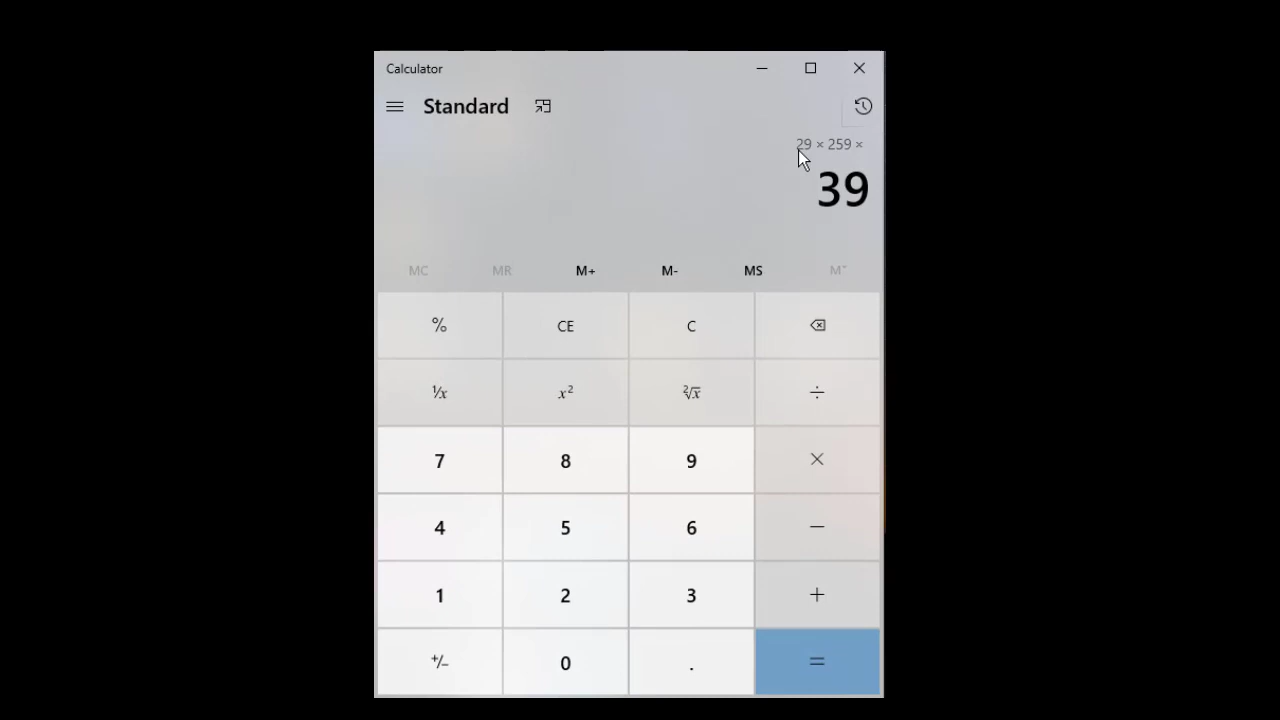 Calculator
Standard
29 × 259 ×
39
MC MR M+ M- MS M˅
% CE C
¹⁄x x² ²√x ÷
7 8 9 ×
4 5 6 −
1 2 3 +
⁺⁄₋ 0 . =